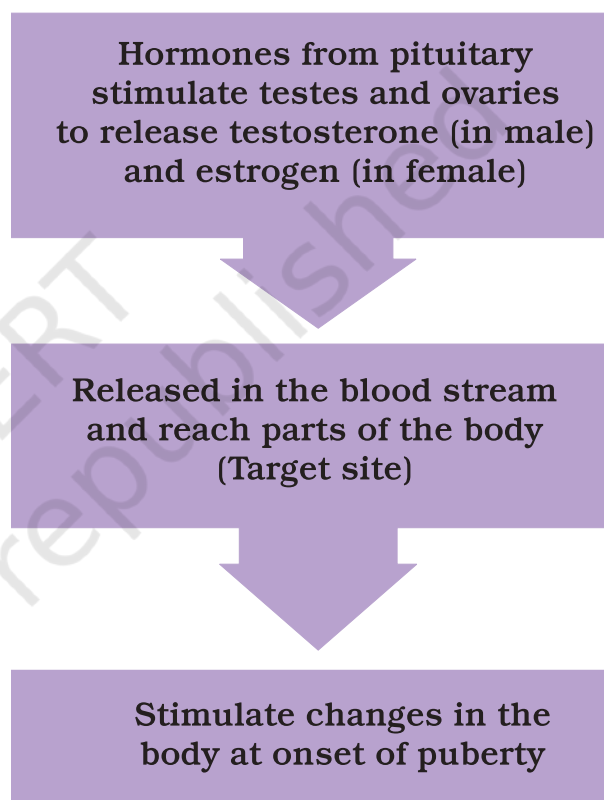 Hormones from pituitary
stimulate testes and ovaries
to release testosterone (in male)
and estrogen (in female)
Released in the blood stream
and reach parts of the body
(Target site)
Stimulate changes in the
body at onset of puberty
ERT
republished